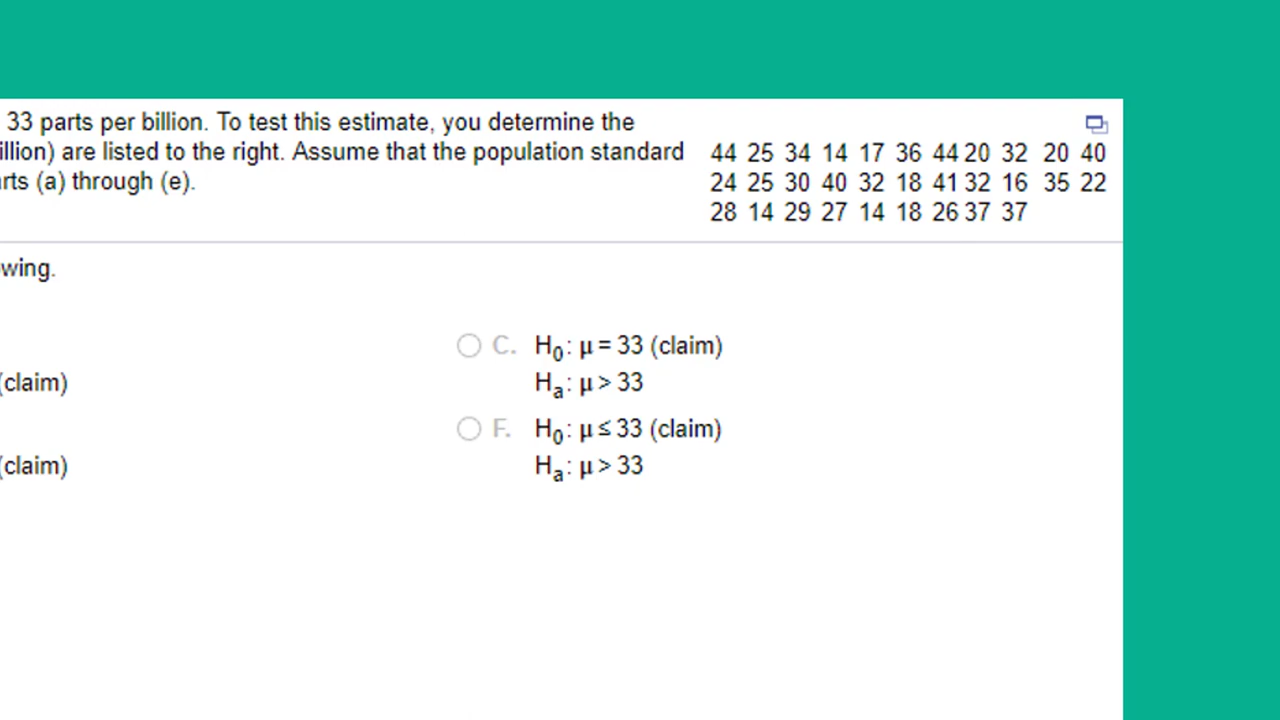 33 parts per billion. To test this estimate, you determine the
illion) are listed to the right. Assume that the population standard
rts (a) through (e).
44 25 34 14 17 36 44 20 32 20 40
24 25 30 40 32 18 41 32 16 35 22
28 14 29 27 14 18 26 37 37
wing.
C. H₀: μ = 33 (claim)
(claim) Hₐ: μ > 33
F. H₀: μ ≤ 33 (claim)
(claim) Hₐ: μ > 33